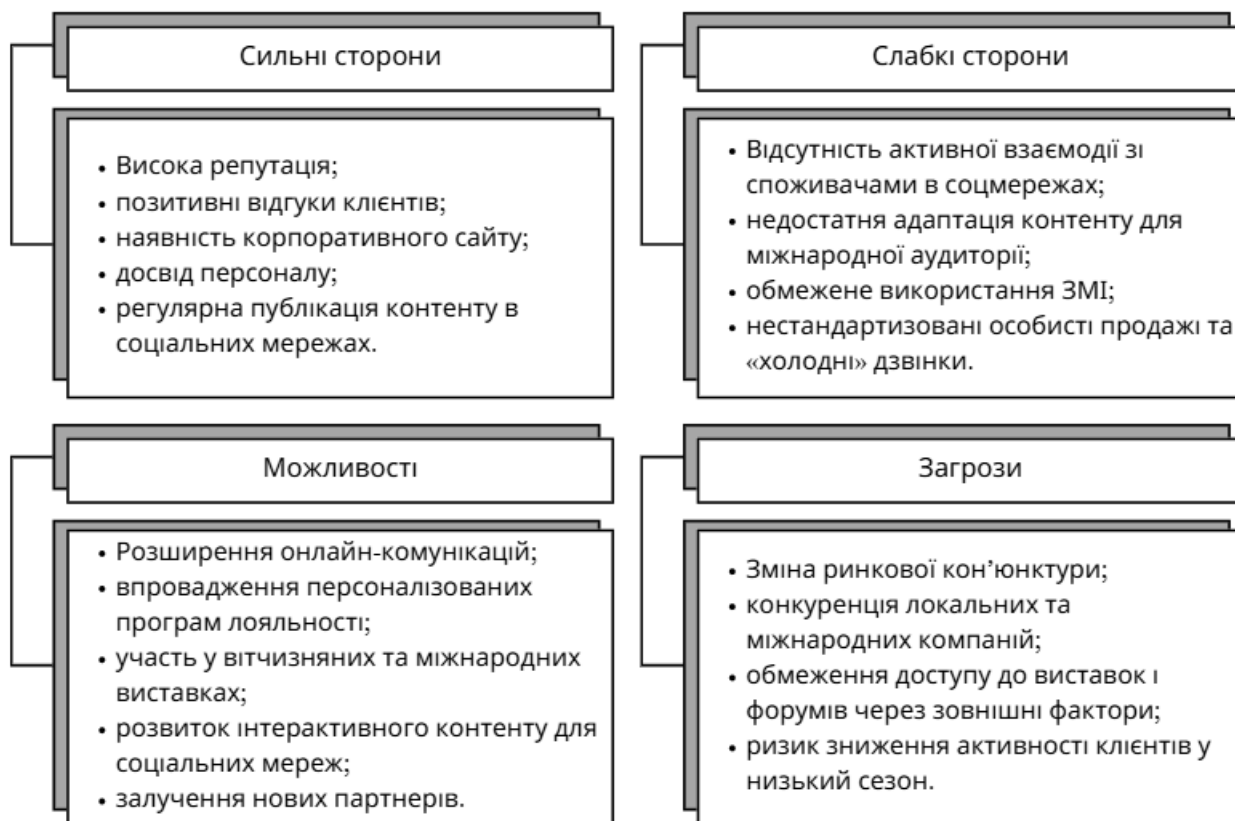 Сильні сторони
• Висока репутація;
• позитивні відгуки клієнтів;
• наявність корпоративного сайту;
• досвід персоналу;
• регулярна публікація контенту в
соціальних мережах.
Слабкі сторони
• Відсутність активної взаємодії зі
споживачами в соцмережах;
• недостатня адаптація контенту для
міжнародної аудиторії;
• обмежене використання ЗМІ;
• нестандартизовані особисті продажі та
«холодні» дзвінки.
Можливості
• Розширення онлайн-комунікацій;
• впровадження персоналізованих
програм лояльності;
• участь у вітчизняних та міжнародних
виставках;
• розвиток інтерактивного контенту для
соціальних мереж;
• залучення нових партнерів.
Загрози
• Зміна ринкової кон’юнктури;
• конкуренція локальних та
міжнародних компаній;
• обмеження доступу до виставок і
форумів через зовнішні фактори;
• ризик зниження активності клієнтів у
низький сезон.